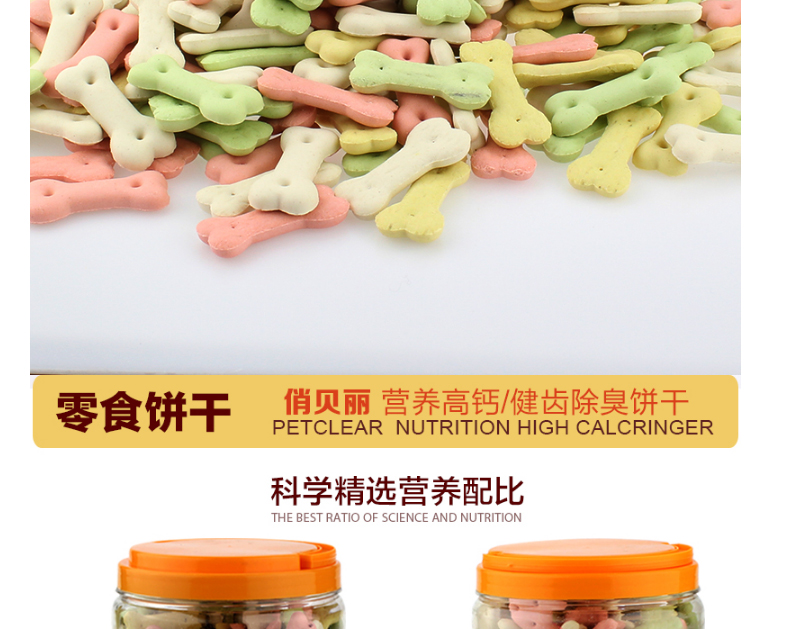 零食饼干
俏贝丽 营养高钙/健齿除臭饼干
PETCLEAR NUTRITION HIGH CALCRINGER
科学精选营养配比
THE BEST RATIO OF SCIENCE AND NUTRITION